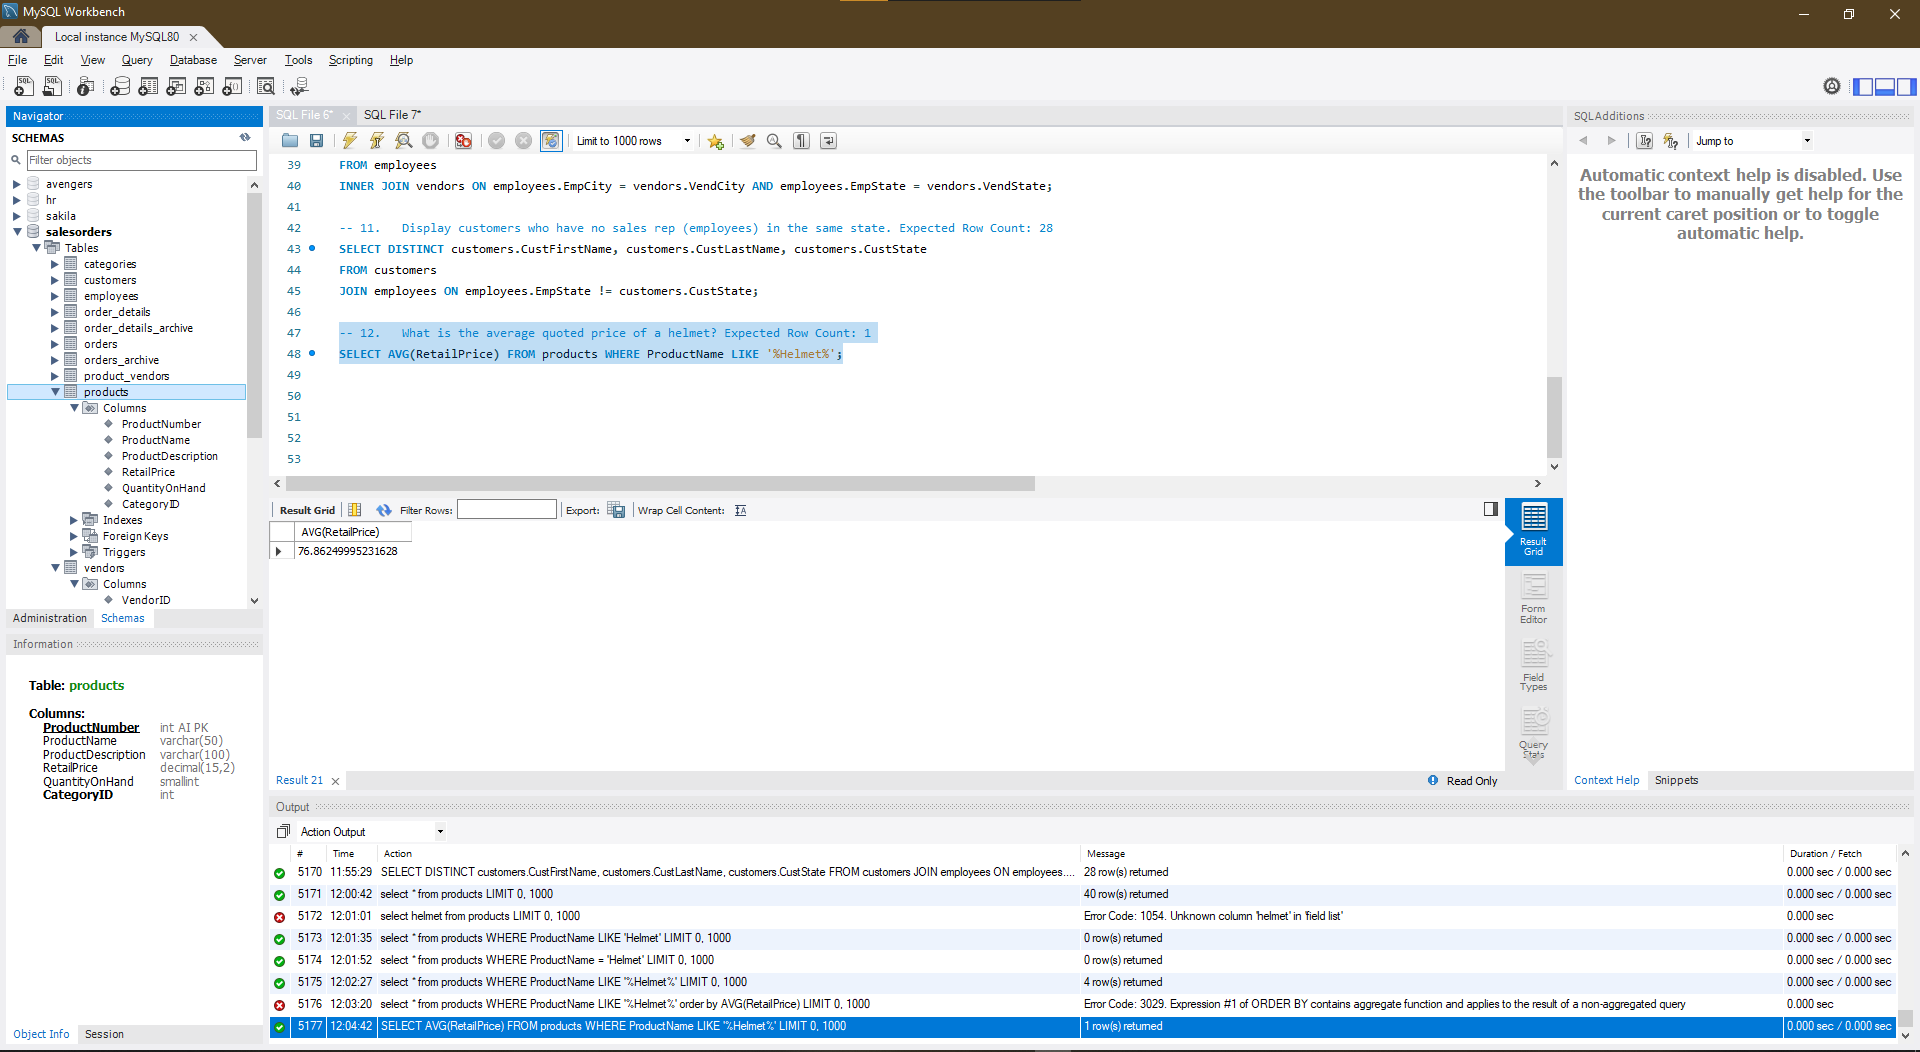 MySQL Workbench
Local instance MySQL80
File Edit View Query Database Server Tools Scripting Help
Navigator
SCHEMAS
Filter objects
avengers
hr
sakila
salesorders
Tables
categories
customers
employees
order_details
order_details_archive
orders
orders_archive
product_vendors
products
Columns
ProductNumber
ProductName
ProductDescription
RetailPrice
QuantityOnHand
CategoryID
Indexes
Foreign Keys
Triggers
vendors
Columns
VendorID
Administration Schemas
Information
Table: products
Columns:
ProductNumber int AI PK
ProductName varchar(50)
ProductDescription varchar(100)
RetailPrice decimal(15,2)
QuantityOnHand smallint
CategoryID int
Object Info Session
SQL File 6* SQL File 7*
Limit to 1000 rows
39 FROM employees
40 INNER JOIN vendors ON employees.EmpCity = vendors.VendCity AND employees.EmpState = vendors.VendState;
41
42 -- 11. Display customers who have no sales rep (employees) in the same state. Expected Row Count: 28
43 SELECT DISTINCT customers.CustFirstName, customers.CustLastName, customers.CustState
44 FROM customers
45 JOIN employees ON employees.EmpState != customers.CustState;
46
47 -- 12. What is the average quoted price of a helmet? Expected Row Count: 1
48 SELECT AVG(RetailPrice) FROM products WHERE ProductName LIKE '%Helmet%';
49
50
51
52
53
Result Grid Filter Rows: Export: Wrap Cell Content:
AVG(RetailPrice)
76.86249995231628
Result Grid
Form Editor
Field Types
Query Stats
Result 21
Read Only
SQLAdditions
Jump to
Automatic context help is disabled. Use
the toolbar to manually get help for the
current caret position or to toggle
automatic help.
Context Help Snippets
Output
Action Output
# Time Action Message Duration / Fetch
5170 11:55:29 SELECT DISTINCT customers.CustFirstName, customers.CustLastName, customers.CustState FROM customers JOIN employees ON employees.... 28 row(s) returned 0.000 sec / 0.000 sec
5171 12:00:42 select * from products LIMIT 0, 1000 40 row(s) returned 0.000 sec / 0.000 sec
5172 12:01:01 select helmet from products LIMIT 0, 1000 Error Code: 1054. Unknown column 'helmet' in 'field list' 0.000 sec
5173 12:01:35 select * from products WHERE ProductName LIKE 'Helmet' LIMIT 0, 1000 0 row(s) returned 0.000 sec / 0.000 sec
5174 12:01:52 select * from products WHERE ProductName = 'Helmet' LIMIT 0, 1000 0 row(s) returned 0.000 sec / 0.000 sec
5175 12:02:27 select * from products WHERE ProductName LIKE '%Helmet%' LIMIT 0, 1000 4 row(s) returned 0.000 sec / 0.000 sec
5176 12:03:20 select * from products WHERE ProductName LIKE '%Helmet%' order by AVG(RetailPrice) LIMIT 0, 1000 Error Code: 3029. Expression #1 of ORDER BY contains aggregate function and applies to the result of a non-aggregated query 0.000 sec
5177 12:04:42 SELECT AVG(RetailPrice) FROM products WHERE ProductName LIKE '%Helmet%' LIMIT 0, 1000 1 row(s) returned 0.000 sec / 0.000 sec